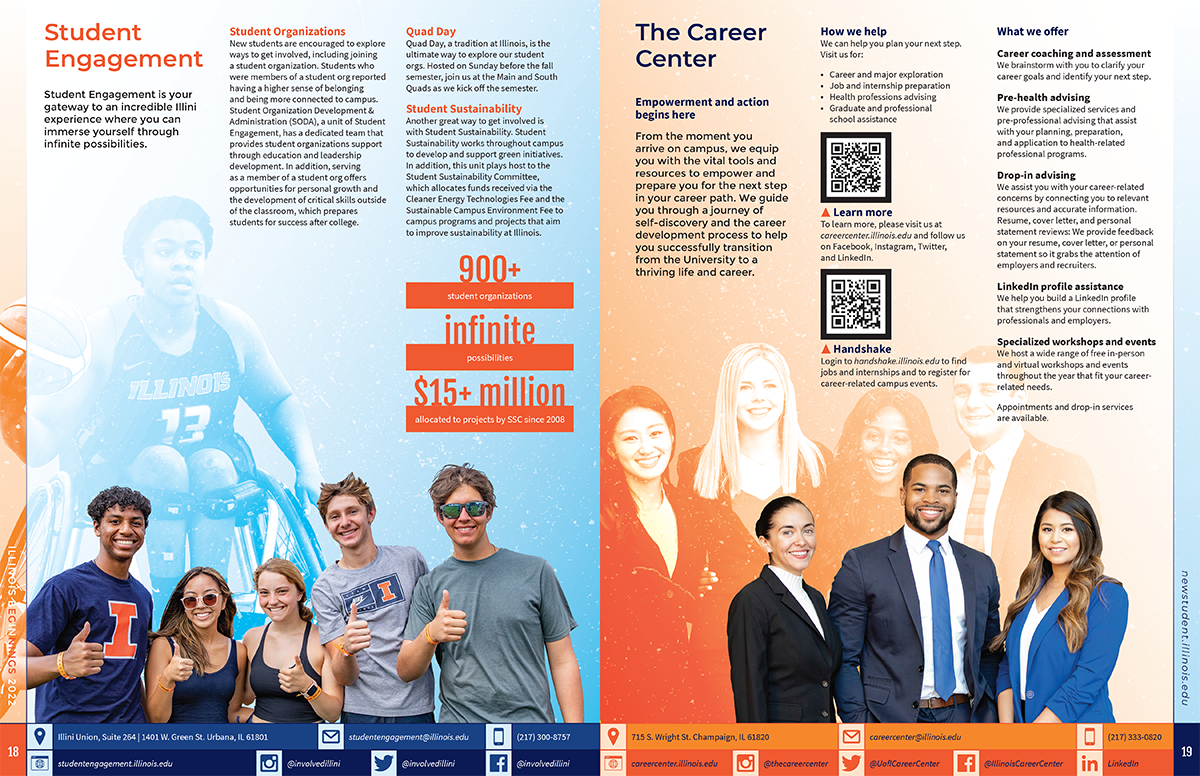 Student
Engagement
Student Engagement is your
gateway to an incredible Illini
experience where you can
immerse yourself through
infinite possibilities.
Student Organizations
New students are encouraged to explore
ways to get involved, including joining
a student organization. Students who
were members of a student org reported
having a higher sense of belonging
and being more connected to campus.
Student Organization Development &
Administration (SODA), a unit of Student
Engagement, has a dedicated team that
provides student organizations support
through education and leadership
development. In addition, serving
as a member of a student org offers
opportunities for personal growth and
the development of critical skills outside
of the classroom, which prepares
students for success after college.
Quad Day
Quad Day, a tradition at Illinois, is the
ultimate way to explore our student
orgs. Hosted on Sunday before the fall
semester, join us at the Main and South
Quads as we kick off the semester.
Student Sustainability
Another great way to get involved is
with Student Sustainability. Student
Sustainability works throughout campus
to develop and support green initiatives.
In addition, this unit plays host to the
Student Sustainability Committee,
which allocates funds received via the
Cleaner Energy Technologies Fee and the
Sustainable Campus Environment Fee to
campus programs and projects that aim
to improve sustainability at Illinois.
900+
student organizations
infinite
possibilities
$15+ million
allocated to projects by SSC since 2008
ILLINOIS
13
I
I
ILLINOIS BEGINNINGS 2022
18
Illini Union, Suite 264 | 1401 W. Green St. Urbana, IL 61801
studentengagement@illinois.edu
(217) 300-8757
studentengagement.illinois.edu
@involvedillini
@involvedillini
@involvedillini
The Career
Center
Empowerment and action
begins here
From the moment you
arrive on campus, we equip
you with the vital tools and
resources to empower and
prepare you for the next step
in your career path. We guide
you through a journey of
self-discovery and the career
development process to help
you successfully transition
from the University to a
thriving life and career.
How we help
We can help you plan your next step.
Visit us for:
• Career and major exploration
• Job and internship preparation
• Health professions advising
• Graduate and professional
school assistance
Learn more
To learn more, please visit us at
careercenter.illinois.edu and follow us
on Facebook, Instagram, Twitter,
and LinkedIn.
Handshake
Login to handshake.illinois.edu to find
jobs and internships and to register for
career-related campus events.
What we offer
Career coaching and assessment
We brainstorm with you to clarify your
career goals and identify your next step.
Pre-health advising
We provide specialized services and
pre-professional advising that assist
with your planning, preparation,
and application to health-related
professional programs.
Drop-in advising
We assist you with your career-related
concerns by connecting you to relevant
resources and accurate information.
Resume, cover letter, and personal
statement reviews: We provide feedback
on your resume, cover letter, or personal
statement so it grabs the attention of
employers and recruiters.
LinkedIn profile assistance
We help you build a LinkedIn profile
that strengthens your connections with
professionals and employers.
Specialized workshops and events
We host a wide range of free in-person
and virtual workshops and events
throughout the year that fit your career-
related needs.
Appointments and drop-in services
are available.
newstudent.illinois.edu
715 S. Wright St. Champaign, IL 61820
careercenter@illinois.edu
(217) 333-0820
careercenter.illinois.edu
@thecareercenter
@UofICareerCenter
@IllinoisCareerCenter
LinkedIn
19